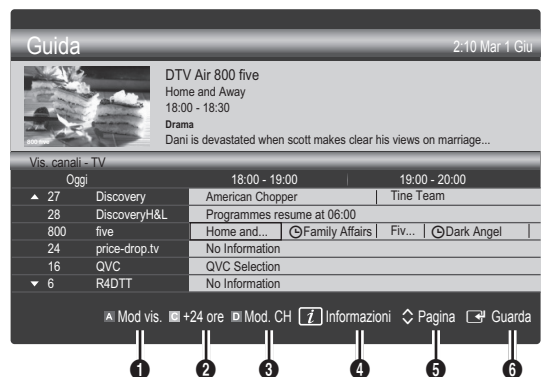 Guida 2:10 Mar 1 Giu
DTV Air 800 five
Home and Away
18:00 - 18:30
Drama
Dani is devastated when scott makes clear his views on marriage...
800 five
Vis. canali - TV
Oggi 18:00 - 19:00 19:00 - 20:00
▲ 27 Discovery American Chopper Tine Team
28 DiscoveryH&L Programmes resume at 06:00
800 five Home and... Family Affairs Fiv... Dark Angel
24 price-drop.tv No Information
16 QVC QVC Selection
▼ 6 R4DTT No Information
A Mod vis. C +24 ore D Mod. CH i Informazioni Pagina Guarda
1 2 3 4 5 6